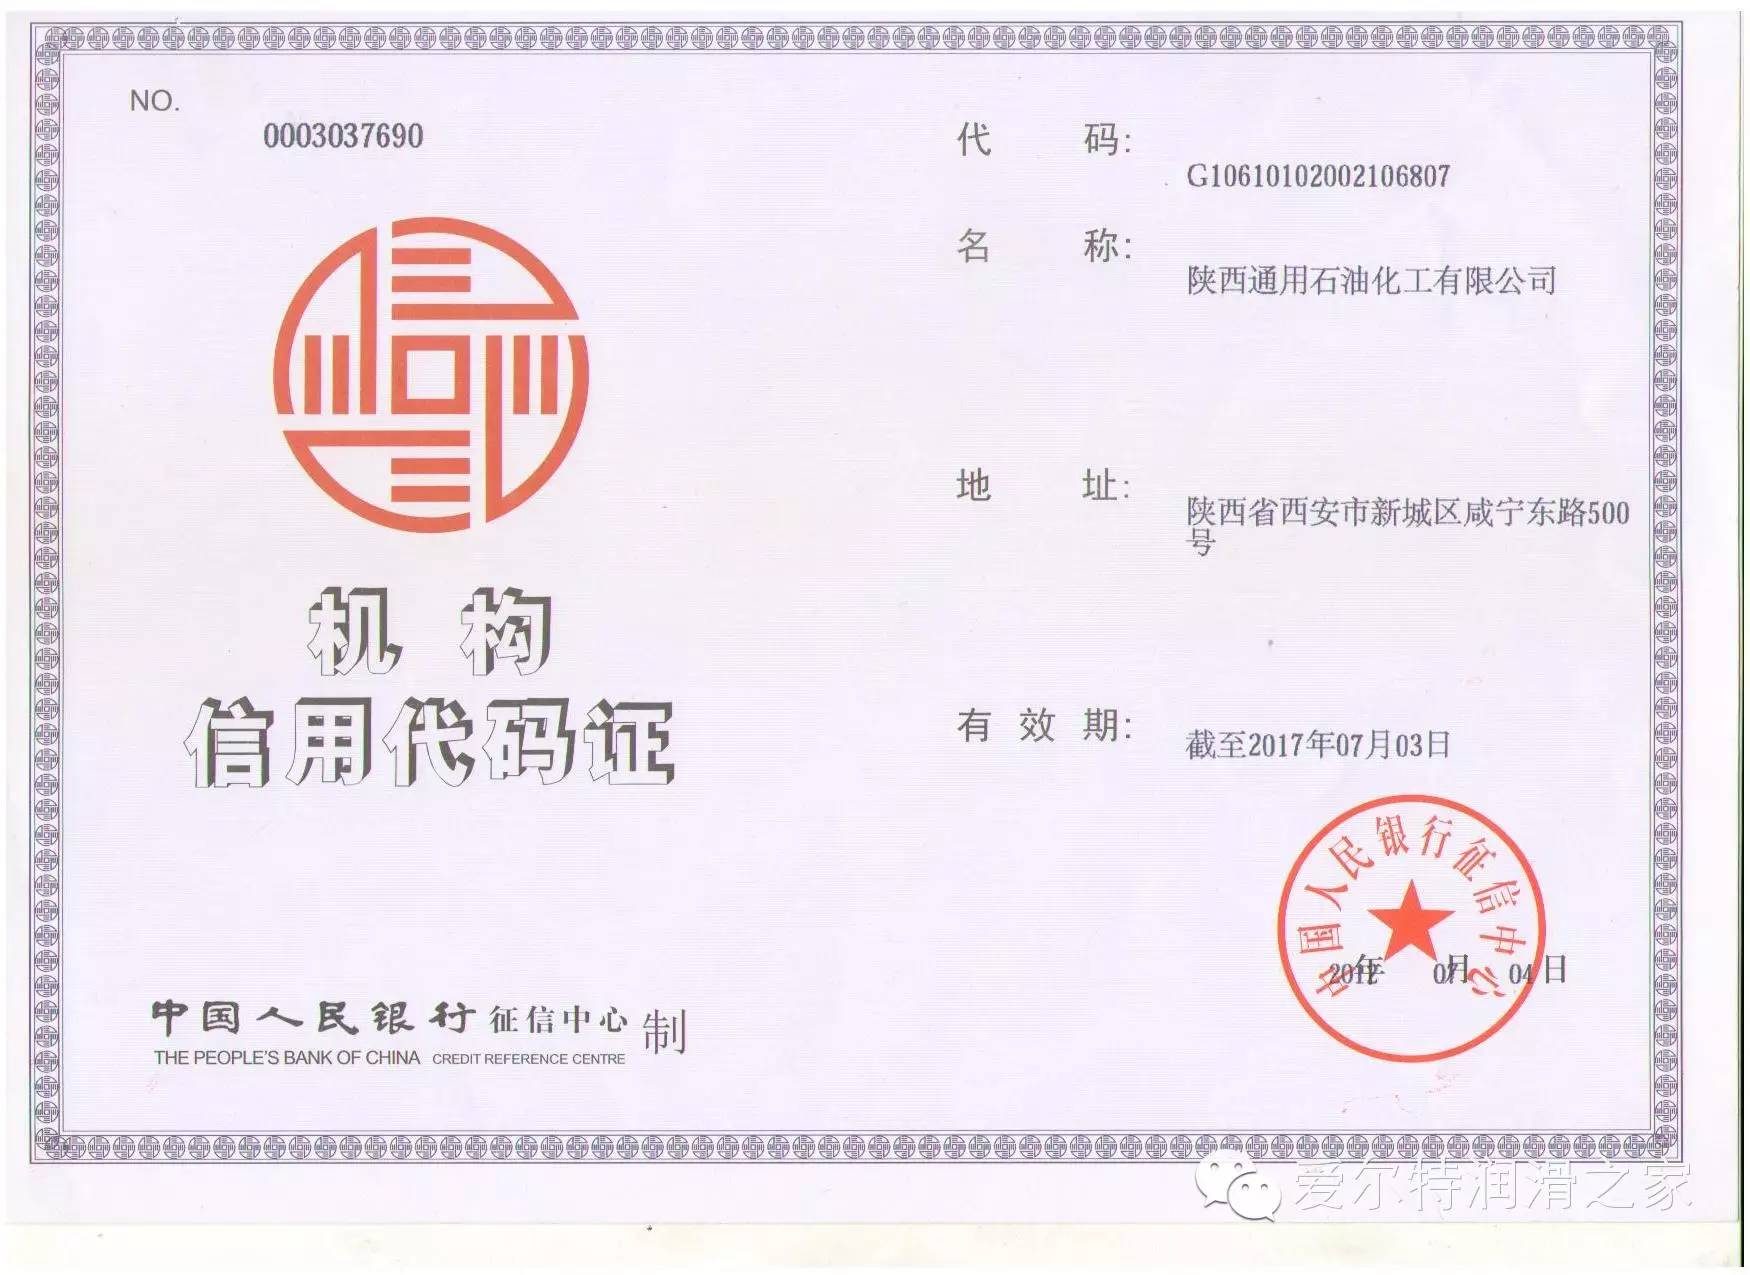 NO.
0003037690
机 构
信用代码证
中国人民银行 征信中心 制
THE PEOPLE'S BANK OF CHINA CREDIT REFERENCE CENTRE
代 码:
G10610102002106807
名 称:
陕西通用石油化工有限公司
地 址:
陕西省西安市新城区咸宁东路500
号
有 效 期:
截至2017年07月03日
中国人民银行征信中心
2012年 07月 04日
爱尔特润滑之家